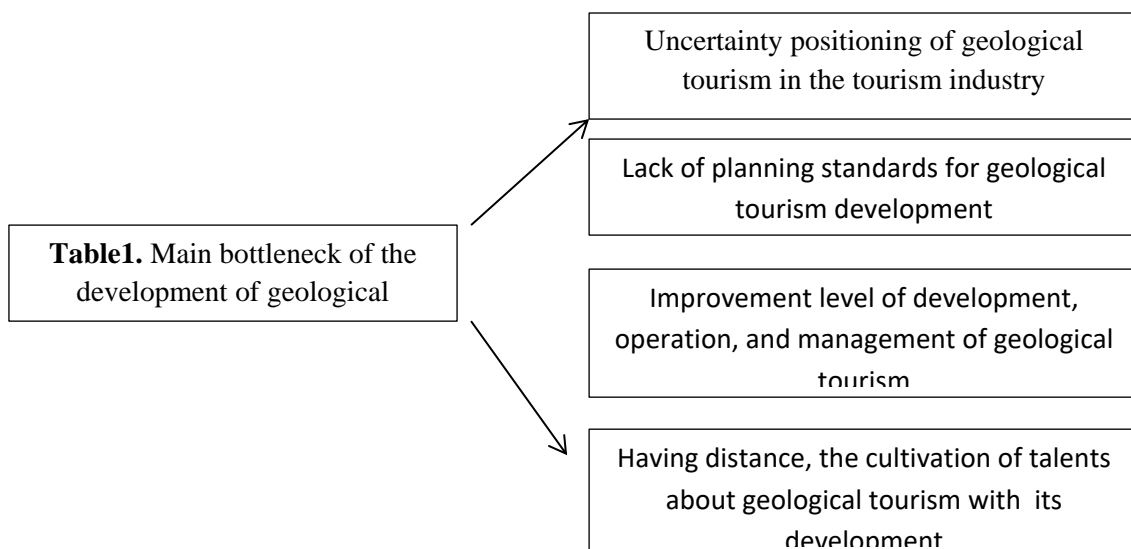 Uncertainty positioning of geological
tourism in the tourism industry
Lack of planning standards for geological
tourism development
Table1. Main bottleneck of the
development of geological
Improvement level of development,
operation, and management of geological
tourism
Having distance, the cultivation of talents
about geological tourism with its
development